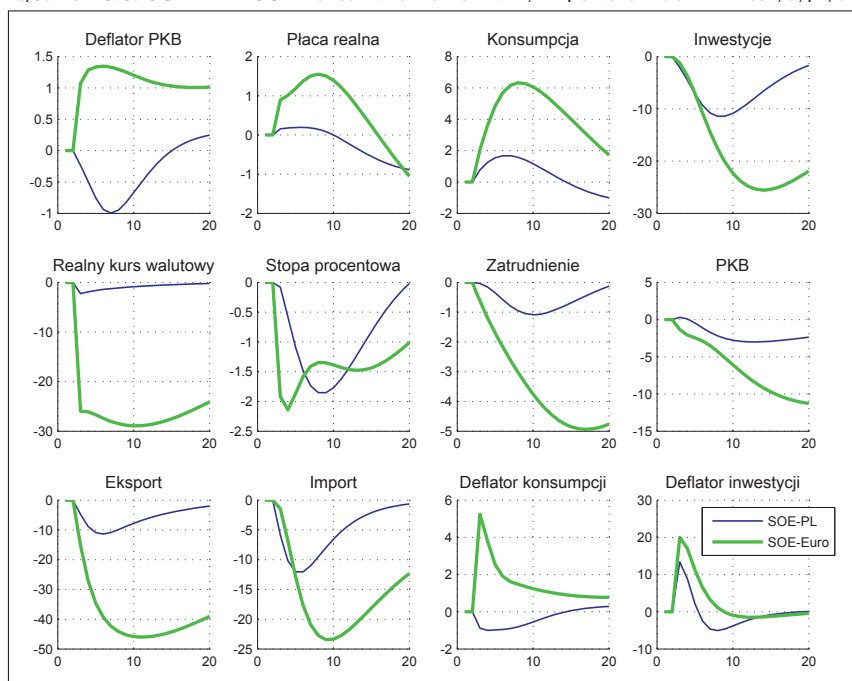 Deflator PKB Płaca realna Konsumpcja Inwestycje
1.5 2 8 0
1 6
1 -10
0.5 4
0
0 2
-20
-1
-0.5 0
-1 -2 -2 -30
0 10 20 0 10 20 0 10 20 0 10 20
Realny kurs walutowy Stopa procentowa Zatrudnienie PKB
0 0 0 5
-0.5 -1 0
-10
-1 -2
-5
-1.5 -3
-20
-2 -4 -10
-30 -2.5 -5 -15
0 10 20 0 10 20 0 10 20 0 10 20
Eksport Import Deflator konsumpcji Deflator inwestycji
0 0 6 30
-10 -5 SOE-PL
4 20
SOE-Euro
-20 -10
2 10
-30 -15
0 0
-40 -20
-50 -25 -2 -10
0 10 20 0 10 20 0 10 20 0 10 20